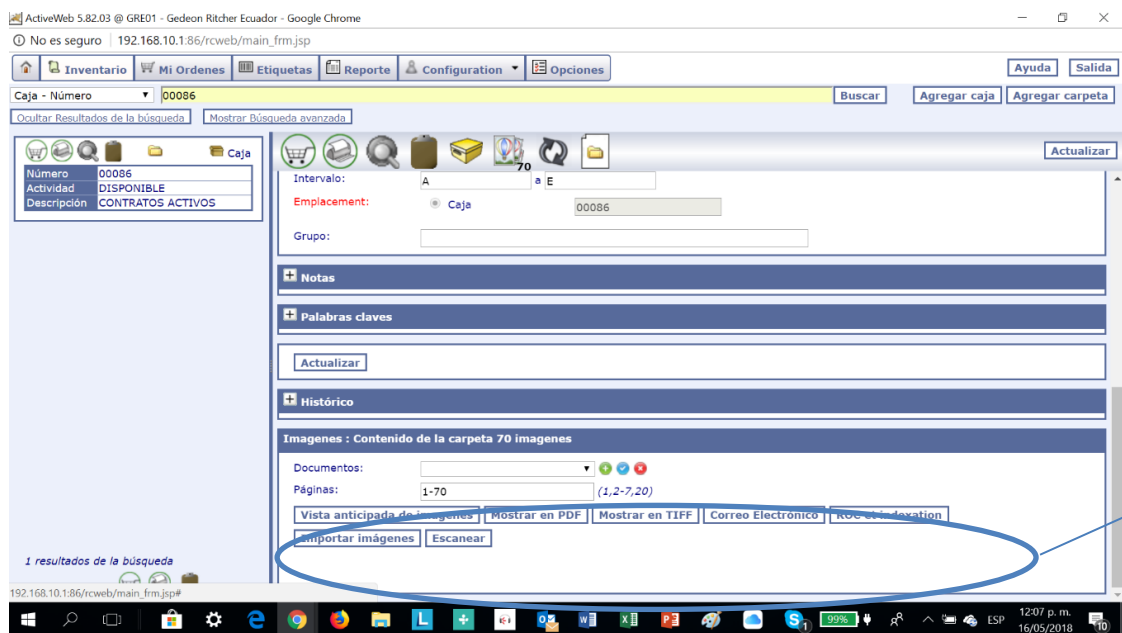 ActiveWeb 5.82.03 @ GRE01 - Gedeon Ritcher Ecuador - Google Chrome
No es seguro 192.168.10.1:86/rcweb/main_frm.jsp
Inventario Mi Ordenes Etiquetas Reporte Configuration Opciones Ayuda Salida
Caja - Número 00086 Buscar Agregar caja Agregar carpeta
Ocultar Resultados de la búsqueda Mostrar Búsqueda avanzada
Caja
Número 00086
Actividad DISPONIBLE
Descripción CONTRATOS ACTIVOS
70
Actualizar
Intervalo: A a E
Emplacement: Caja 00086
Grupo:
Notas
Palabras claves
Actualizar
Histórico
Imagenes : Contenido de la carpeta 70 imagenes
Documentos:
Páginas: 1-70 (1,2-7,20)
Vista anticipada de imagenes Mostrar en PDF Mostrar en TIFF Correo Electrónico ROC et indexation
Importar imágenes Escanear
1 resultados de la búsqueda
192.168.10.1:86/rcweb/main_frm.jsp#
99% ESP 12:07 p. m.
16/05/2018 10